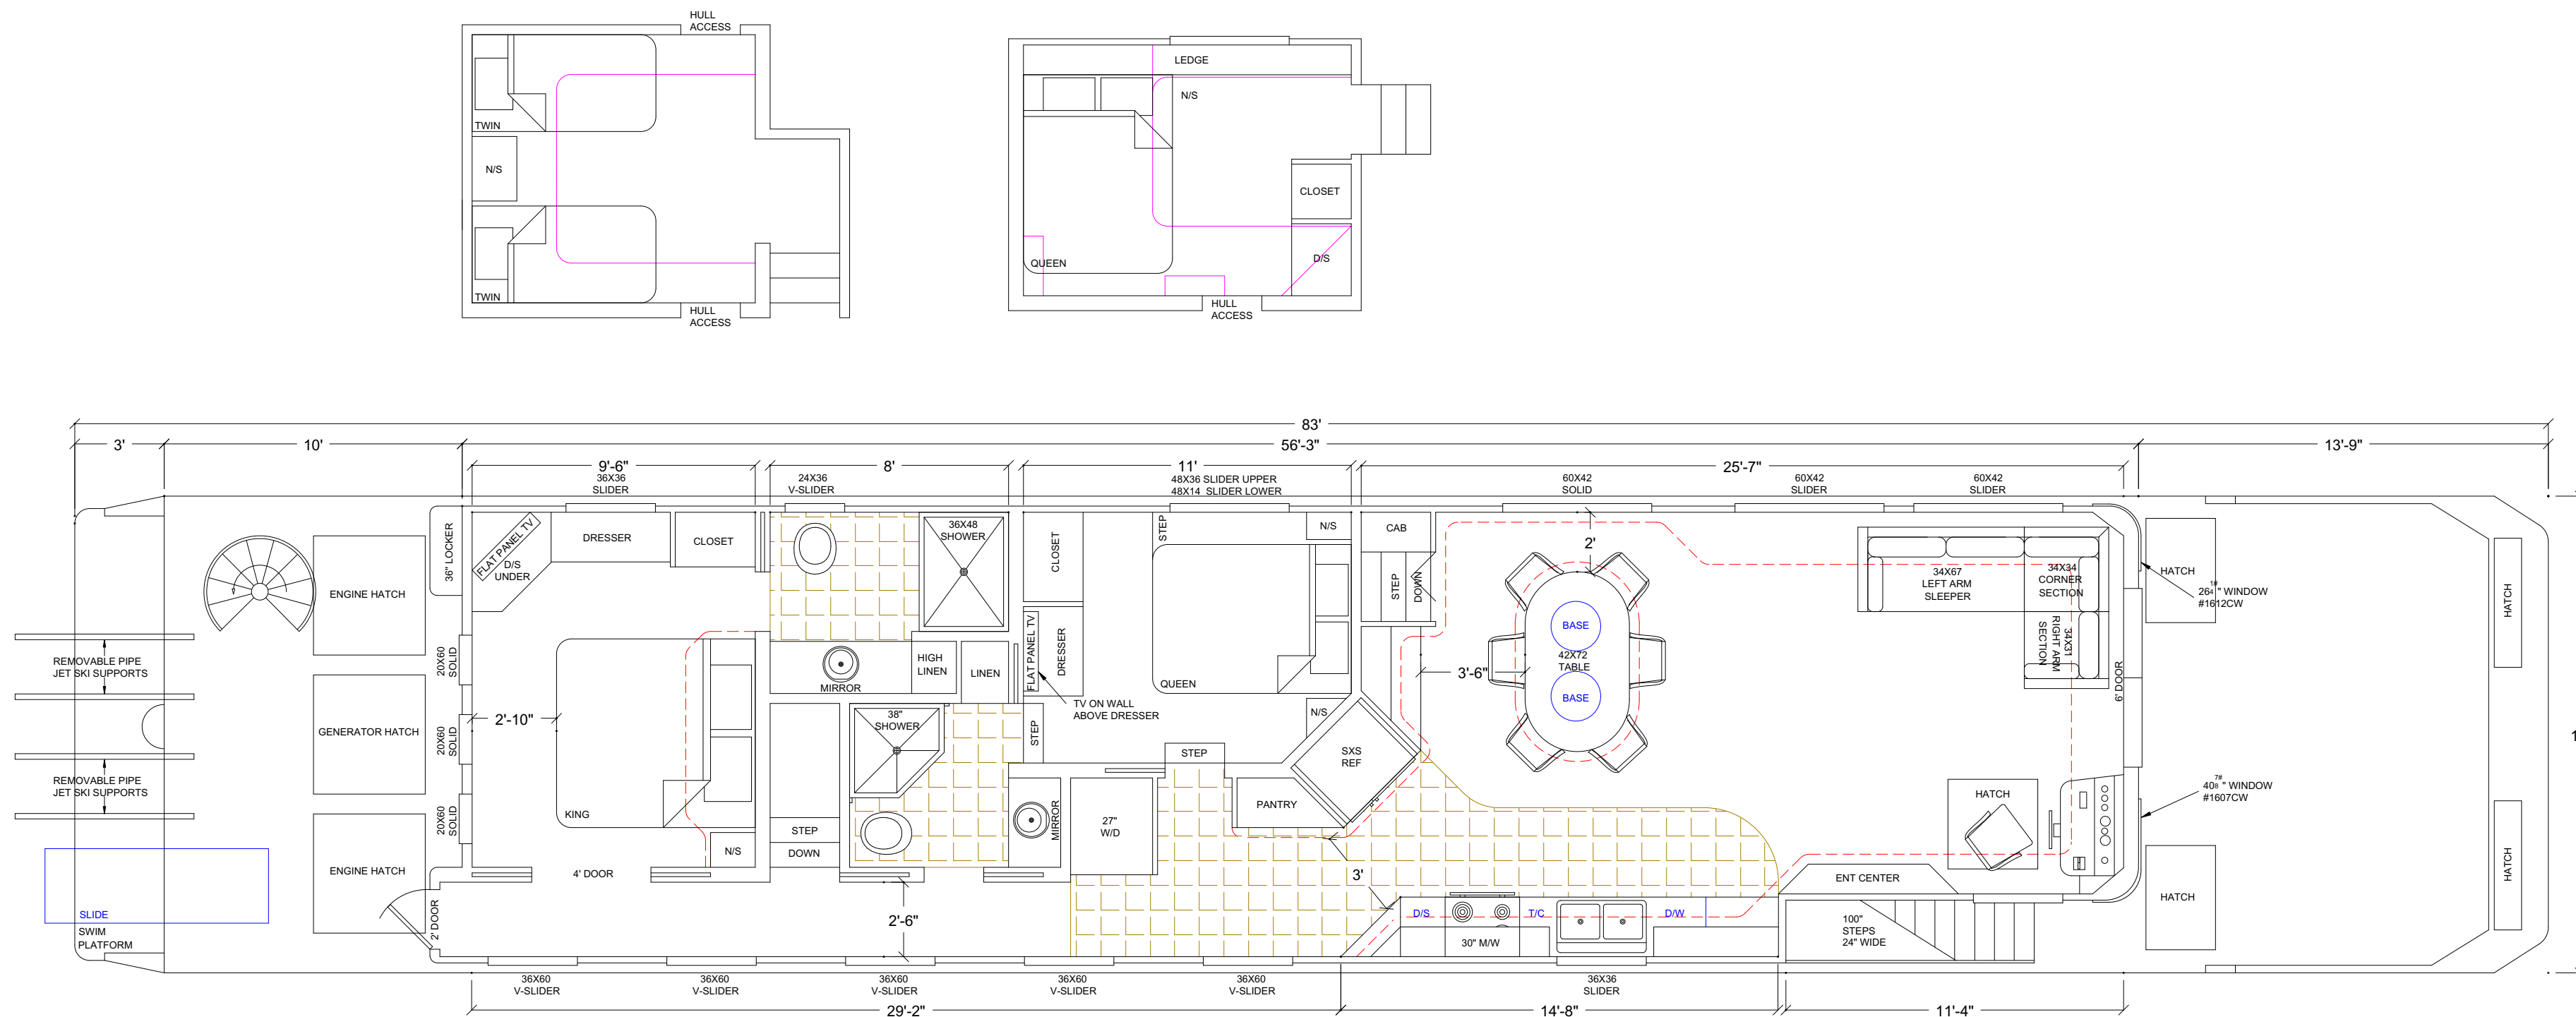 HULL
ACCESS
TWIN
N/S
TWIN
HULL
ACCESS
LEDGE
N/S
CLOSET
QUEEN
D/S
HULL
ACCESS
83'
3'
10'
56'-3"
13'-9"
9'-6"
36X36
SLIDER
8'
24X36
V-SLIDER
11'
48X36 SLIDER UPPER
48X14 SLIDER LOWER
25'-7"
60X42
SOLID
60X42
SLIDER
60X42
SLIDER
36" LOCKER
FLAT PANEL TV
D/S
UNDER
DRESSER
CLOSET
36X48
SHOWER
CLOSET
STEP
N/S
CAB
STEP
DOWN
2'
34X67
LEFT ARM
SLEEPER
34X34
CORNER
SECTION
34X31
RIGHT ARM
SECTION
6' DOOR
HATCH
HATCH
ENGINE HATCH
REMOVABLE PIPE
JET SKI SUPPORTS
20X60
SOLID
GENERATOR HATCH
20X60
SOLID
REMOVABLE PIPE
JET SKI SUPPORTS
20X60
SOLID
ENGINE HATCH
SLIDE
SWIM
PLATFORM
2' DOOR
2'-10"
KING
N/S
4' DOOR
MIRROR
HIGH
LINEN
LINEN
FLAT PANEL TV
DRESSER
QUEEN
TV ON WALL
ABOVE DRESSER
N/S
38"
SHOWER
STEP
DOWN
STEP
MIRROR
27"
W/D
STEP
PANTRY
SXS
REF
3'-6"
BASE
42X72
TABLE
BASE
2'-6"
3'
D/S
T/C
D/W
30" M/W
HATCH
ENT CENTER
100"
STEPS
24" WIDE
26 1#
4 " WINDOW
#1612CW
40 7#
8 " WINDOW
#1607CW
HATCH
HATCH
36X60
V-SLIDER
36X60
V-SLIDER
36X60
V-SLIDER
36X60
V-SLIDER
36X60
V-SLIDER
36X36
SLIDER
29'-2"
14'-8"
11'-4"